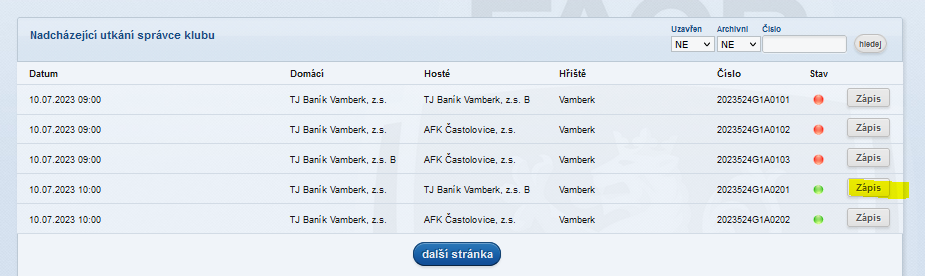 Nadcházející utkání správce klubu
Uzavřen Archivní Číslo
NE NE hledej
Datum Domácí Hosté Hřiště Číslo Stav
10.07.2023 09:00 TJ Baník Vamberk, z.s. TJ Baník Vamberk, z.s. B Vamberk 2023524G1A0101 Zápis
10.07.2023 09:00 TJ Baník Vamberk, z.s. AFK Častolovice, z.s. Vamberk 2023524G1A0102 Zápis
10.07.2023 09:00 TJ Baník Vamberk, z.s. B AFK Častolovice, z.s. Vamberk 2023524G1A0103 Zápis
10.07.2023 10:00 TJ Baník Vamberk, z.s. TJ Baník Vamberk, z.s. B Vamberk 2023524G1A0201 Zápis
10.07.2023 10:00 TJ Baník Vamberk, z.s. AFK Častolovice, z.s. Vamberk 2023524G1A0202 Zápis
další stránka